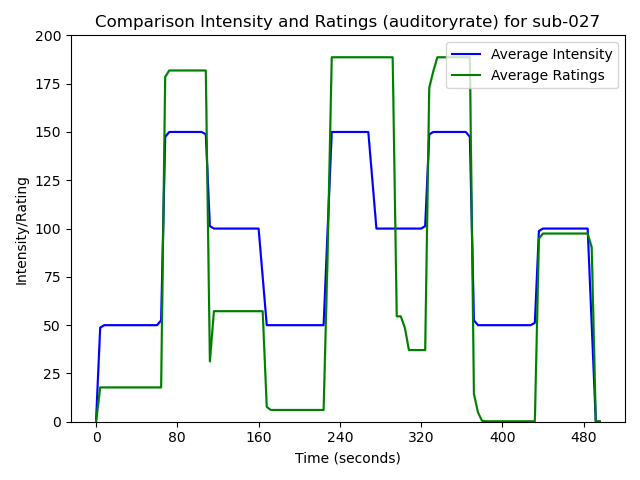 Comparison Intensity and Ratings (auditoryrate) for sub-027
Average Intensity
Average Ratings
Intensity/Rating
200
175
150
125
100
75
50
25
0
0 80 160 240 320 400 480
Time (seconds)